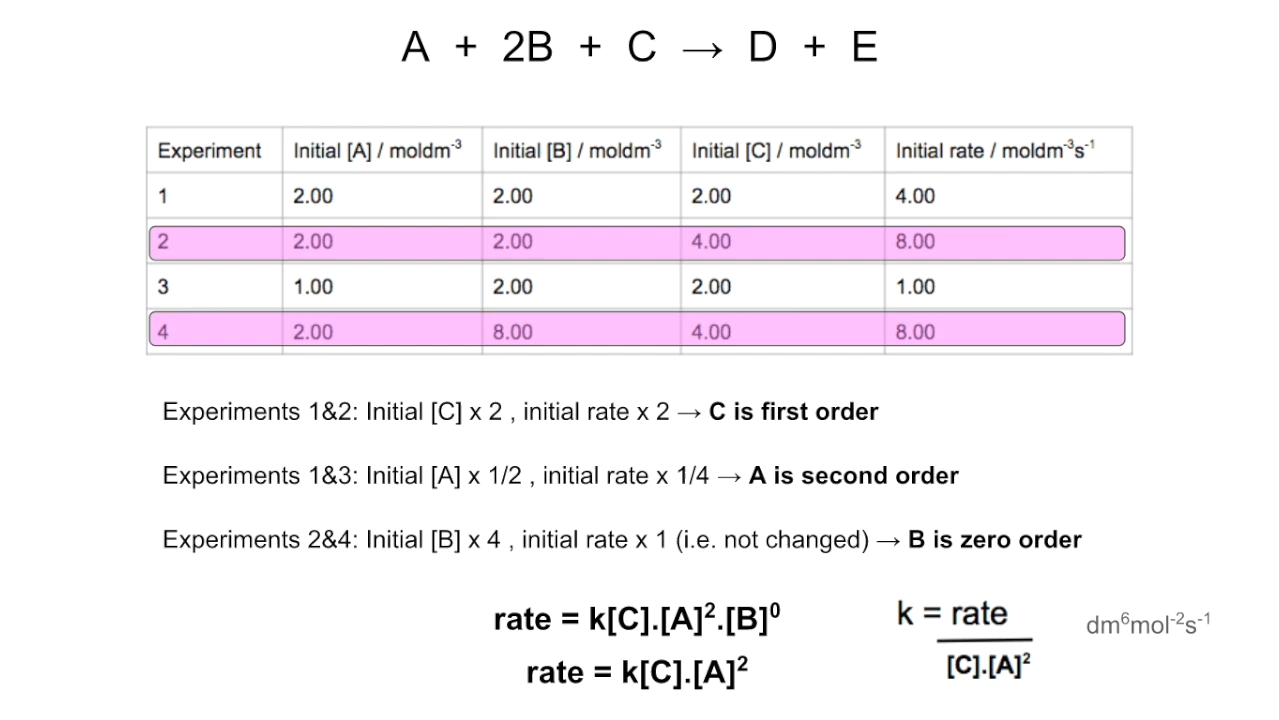 A + 2B + C → D + E
Experiment Initial [A] / moldm⁻³ Initial [B] / moldm⁻³ Initial [C] / moldm⁻³ Initial rate / moldm⁻³s⁻¹
1 2.00 2.00 2.00 4.00
2 2.00 2.00 4.00 8.00
3 1.00 2.00 2.00 1.00
4 2.00 8.00 4.00 8.00
Experiments 1&2: Initial [C] x 2 , initial rate x 2 → C is first order
Experiments 1&3: Initial [A] x 1/2 , initial rate x 1/4 → A is second order
Experiments 2&4: Initial [B] x 4 , initial rate x 1 (i.e. not changed) → B is zero order
rate = k[C].[A]².[B]⁰
rate = k[C].[A]²
k = rate
[C].[A]²
dm⁶mol⁻²s⁻¹